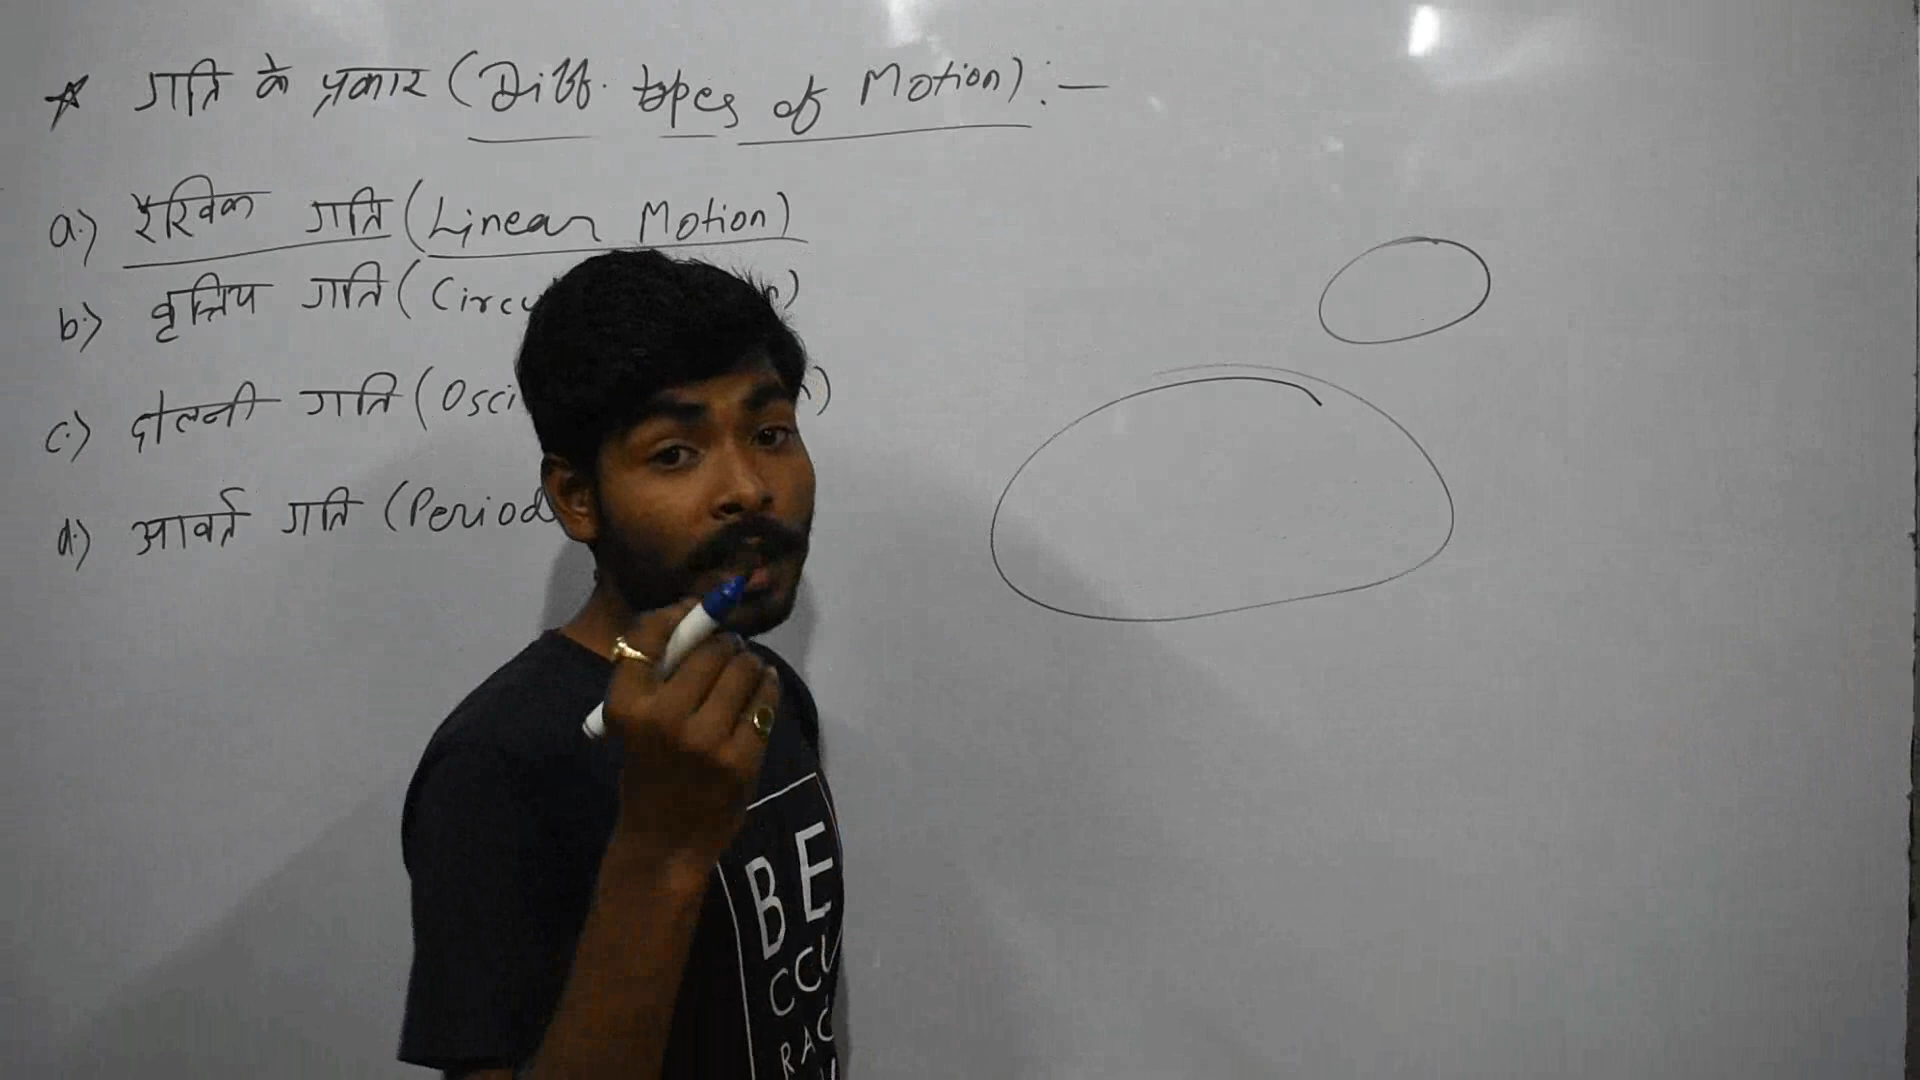 ☆ गति के प्रकार (Diff. types of Motion) :—
a.) रैखिक गति (Linear Motion)
b.) वृत्तिय गति (Circu )
c.) दोलनी गति (Osci )
d.) आवर्त गति (Period
BE
CCU
RAC